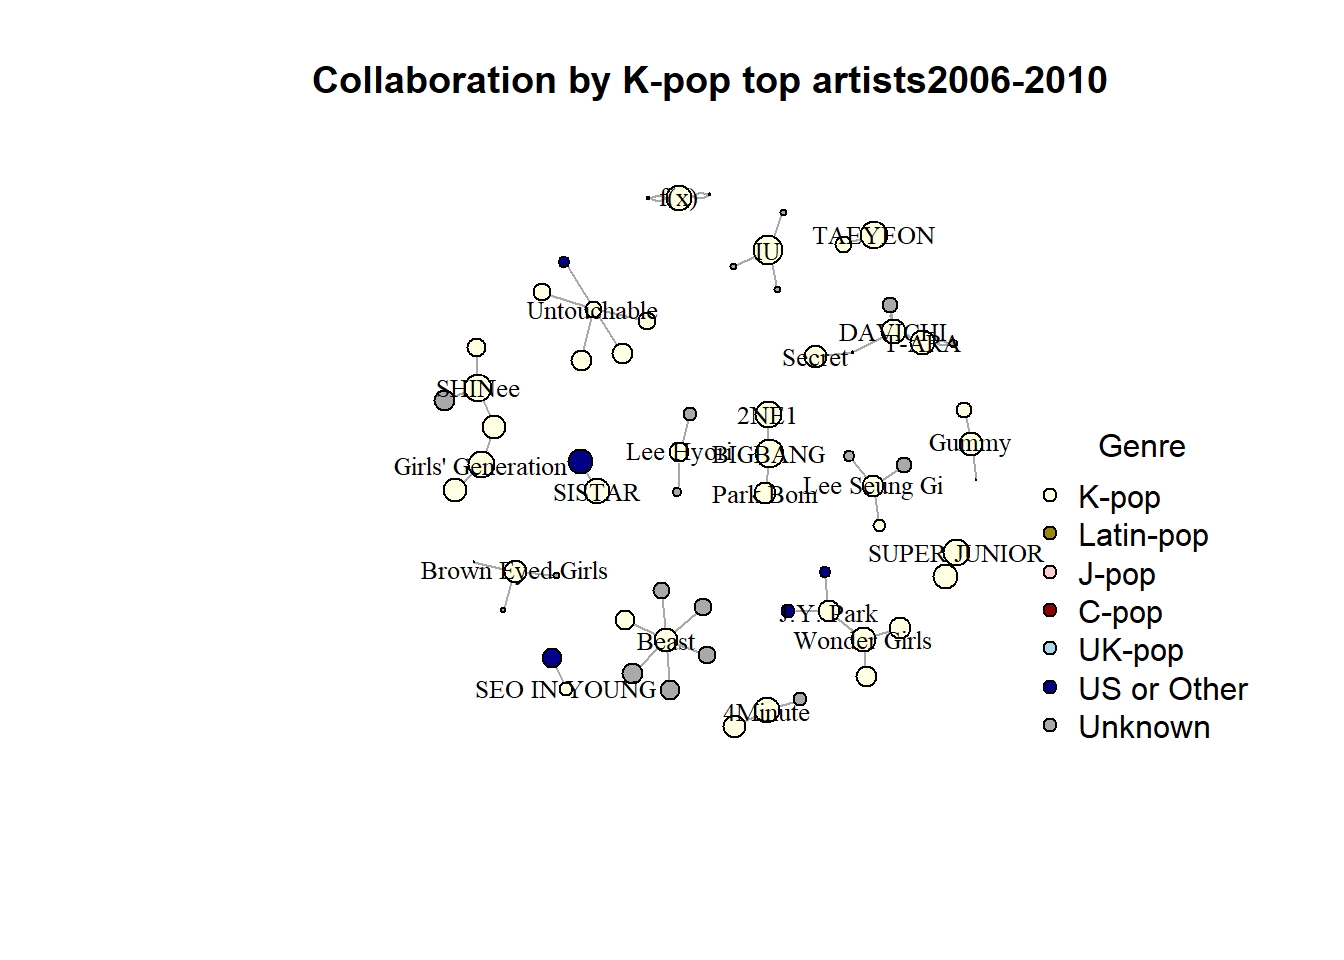 Collaboration by K-pop top artists2006-2010
f(x)
TAEYEON
IU
Untouchable
DAVICHI
T-ARA
Secret
SHINee
2NE1
Gummy
Lee Hyori
BIGBANG
Girls' Generation
SISTAR
Park Bom
Lee Seung Gi
SUPER JUNIOR
Brown Eyed Girls
J.Y. Park
Beast
Wonder Girls
SEO IN YOUNG
4Minute
Genre
K-pop
Latin-pop
J-pop
C-pop
UK-pop
US or Other
Unknown